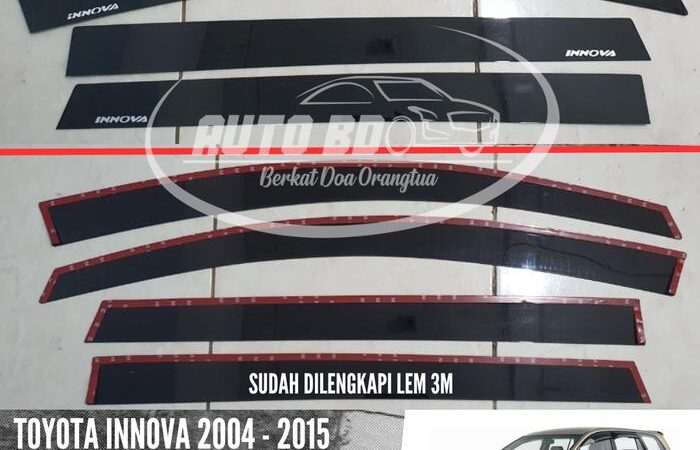 INNOVA
INNOVA
INNOVA
AUTO BD
Berkat Doa Orangtua
SUDAH DILENGKAPI LEM 3M
TOYOTA INNOVA 2004 - 2015